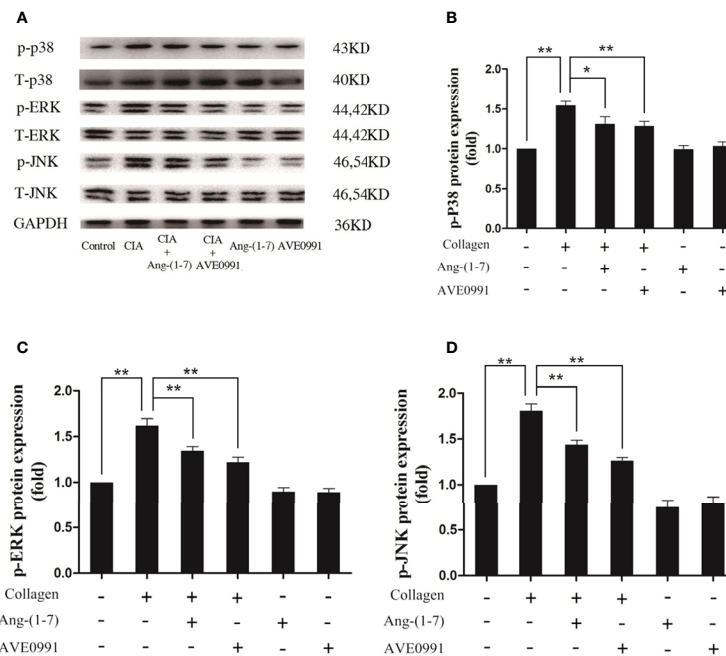 A
p-p38 43KD
T-p38 40KD
p-ERK 44,42KD
T-ERK 44,42KD
p-JNK 46,54KD
T-JNK 46,54KD
GAPDH 36KD
Control CIA CIA + Ang-(1-7) CIA + AVE0991 Ang-(1-7) AVE0991
B
** **
*
2.0
1.5
1.0
0.5
0.0
p-P38 protein expression
(fold)
Collagen - + + + - -
Ang-(1-7) - - + - + -
AVE0991 - - - + - +
C
** **
**
2.0
1.5
1.0
0.5
0.0
p-ERK protein expression
(fold)
Collagen - + + + - -
Ang-(1-7) - - + - + -
AVE0991 - - - + - +
D
** **
**
2.0
1.5
1.0
0.5
0.0
p-JNK protein expression
(fold)
Collagen - + + + - -
Ang-(1-7) - - + - + -
AVE0991 - - - + - +